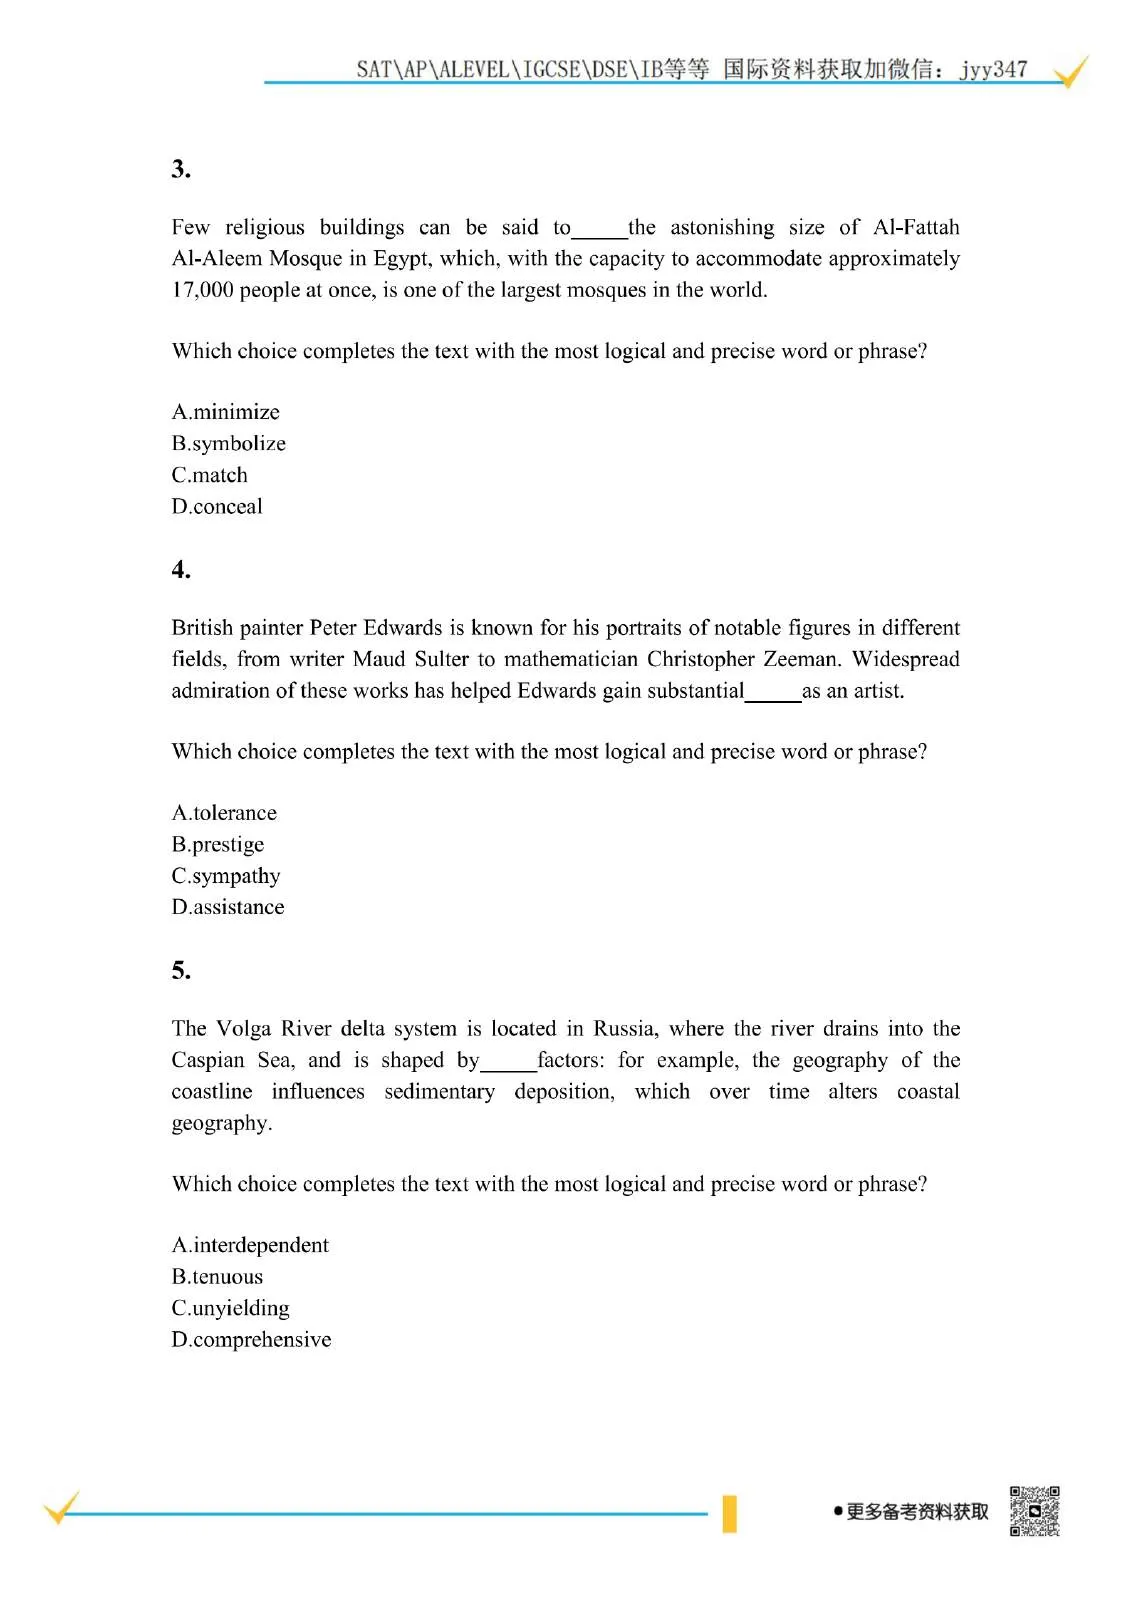 SAT\AP\ALEVEL\IGCSE\DSE\IB等等 国际资料获取加微信：jyy347
3.
Few religious buildings can be said to_____the astonishing size of Al-Fattah
Al-Aleem Mosque in Egypt, which, with the capacity to accommodate approximately
17,000 people at once, is one of the largest mosques in the world.
Which choice completes the text with the most logical and precise word or phrase?
A.minimize
B.symbolize
C.match
D.conceal
4.
British painter Peter Edwards is known for his portraits of notable figures in different
fields, from writer Maud Sulter to mathematician Christopher Zeeman. Widespread
admiration of these works has helped Edwards gain substantial_____as an artist.
Which choice completes the text with the most logical and precise word or phrase?
A.tolerance
B.prestige
C.sympathy
D.assistance
5.
The Volga River delta system is located in Russia, where the river drains into the
Caspian Sea, and is shaped by_____factors: for example, the geography of the
coastline influences sedimentary deposition, which over time alters coastal
geography.
Which choice completes the text with the most logical and precise word or phrase?
A.interdependent
B.tenuous
C.unyielding
D.comprehensive
●更多备考资料获取